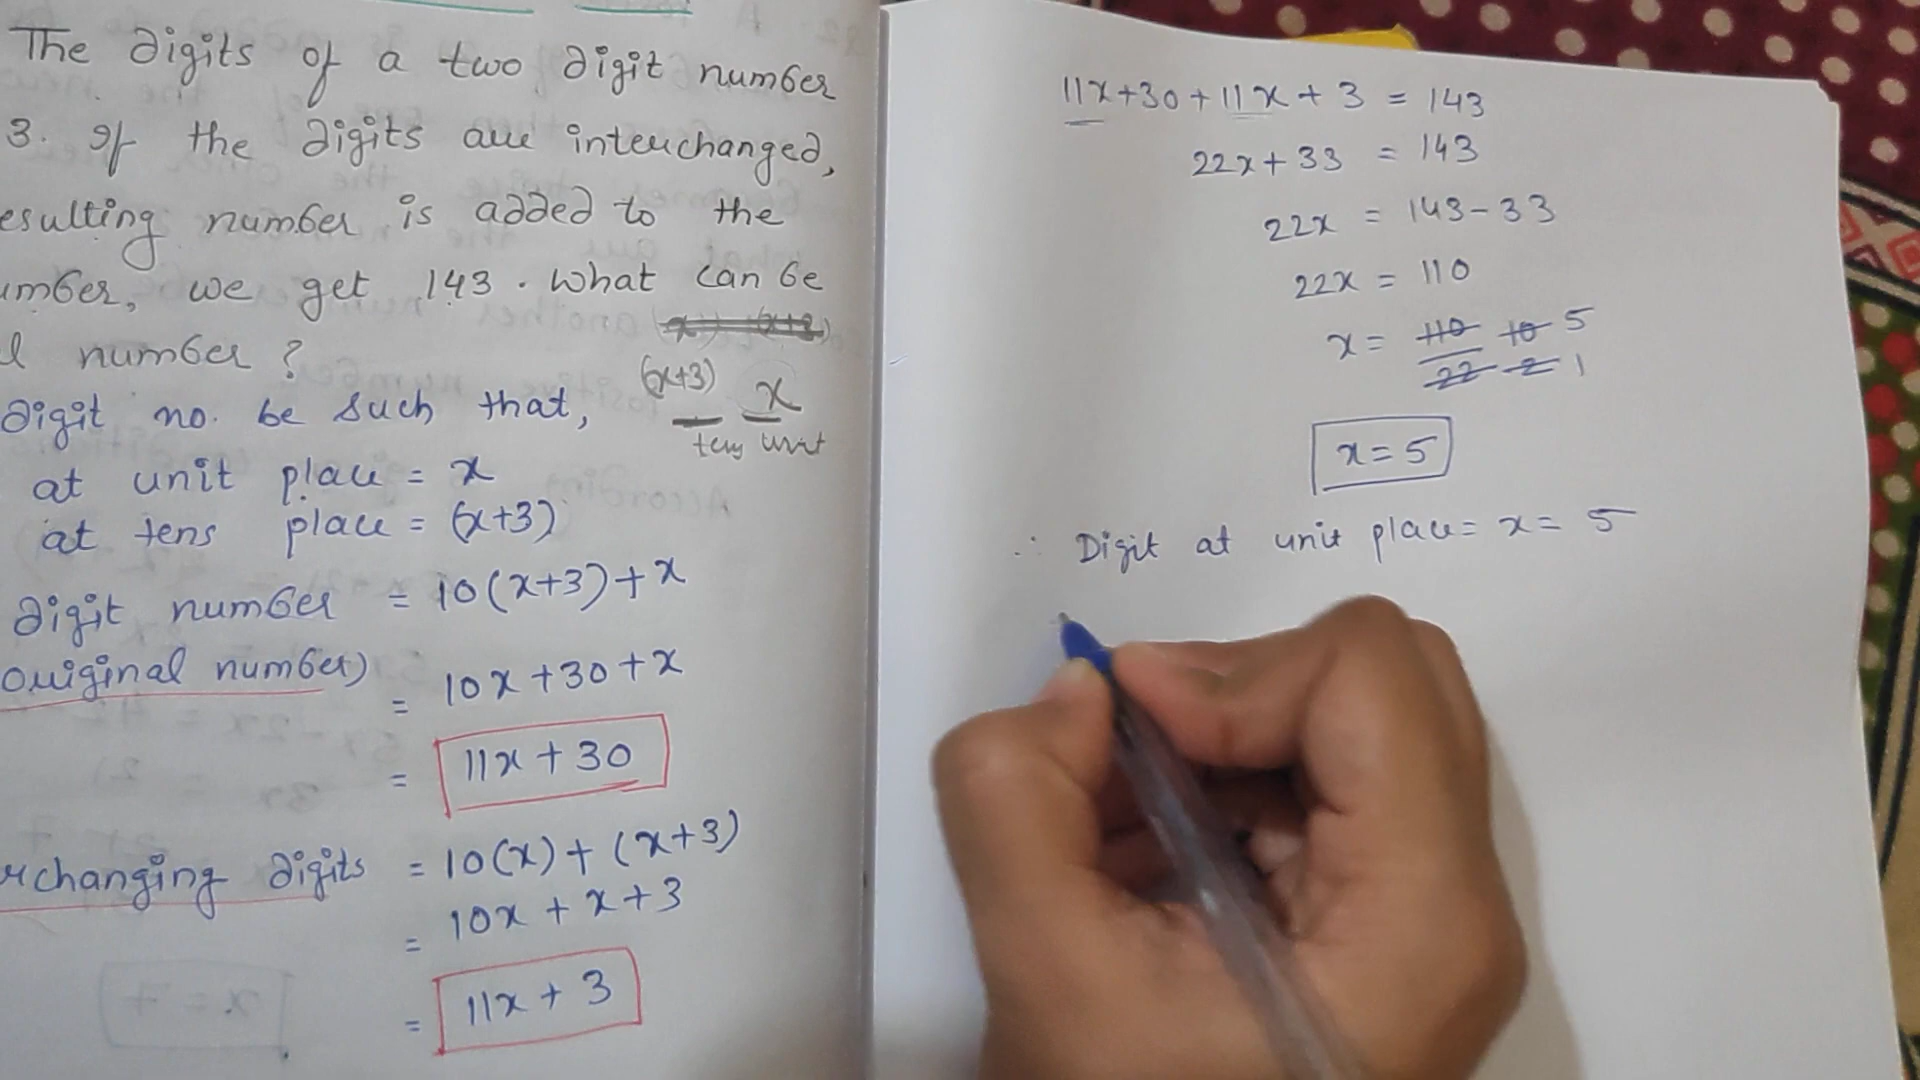 The digits of a two digit number
3. If the digits are interchanged,
esulting number is added to the
umber, we get 143. What can be
l number?
(x+3) x
tens unit
digit no. be such that,
at unit place = x
at tens place = (x+3)
digit number = 10(x+3)+x
original number)
= 10x+30+x
= 11x + 30
rchanging digits = 10(x) + (x+3)
= 10x + x+3
= 11x + 3
11x+30+11x+3 = 143
22x+33 = 143
22x = 143-33
22x = 110
x = 110 10 5
22 2 1
x = 5
∴ Digit at unit place = x = 5